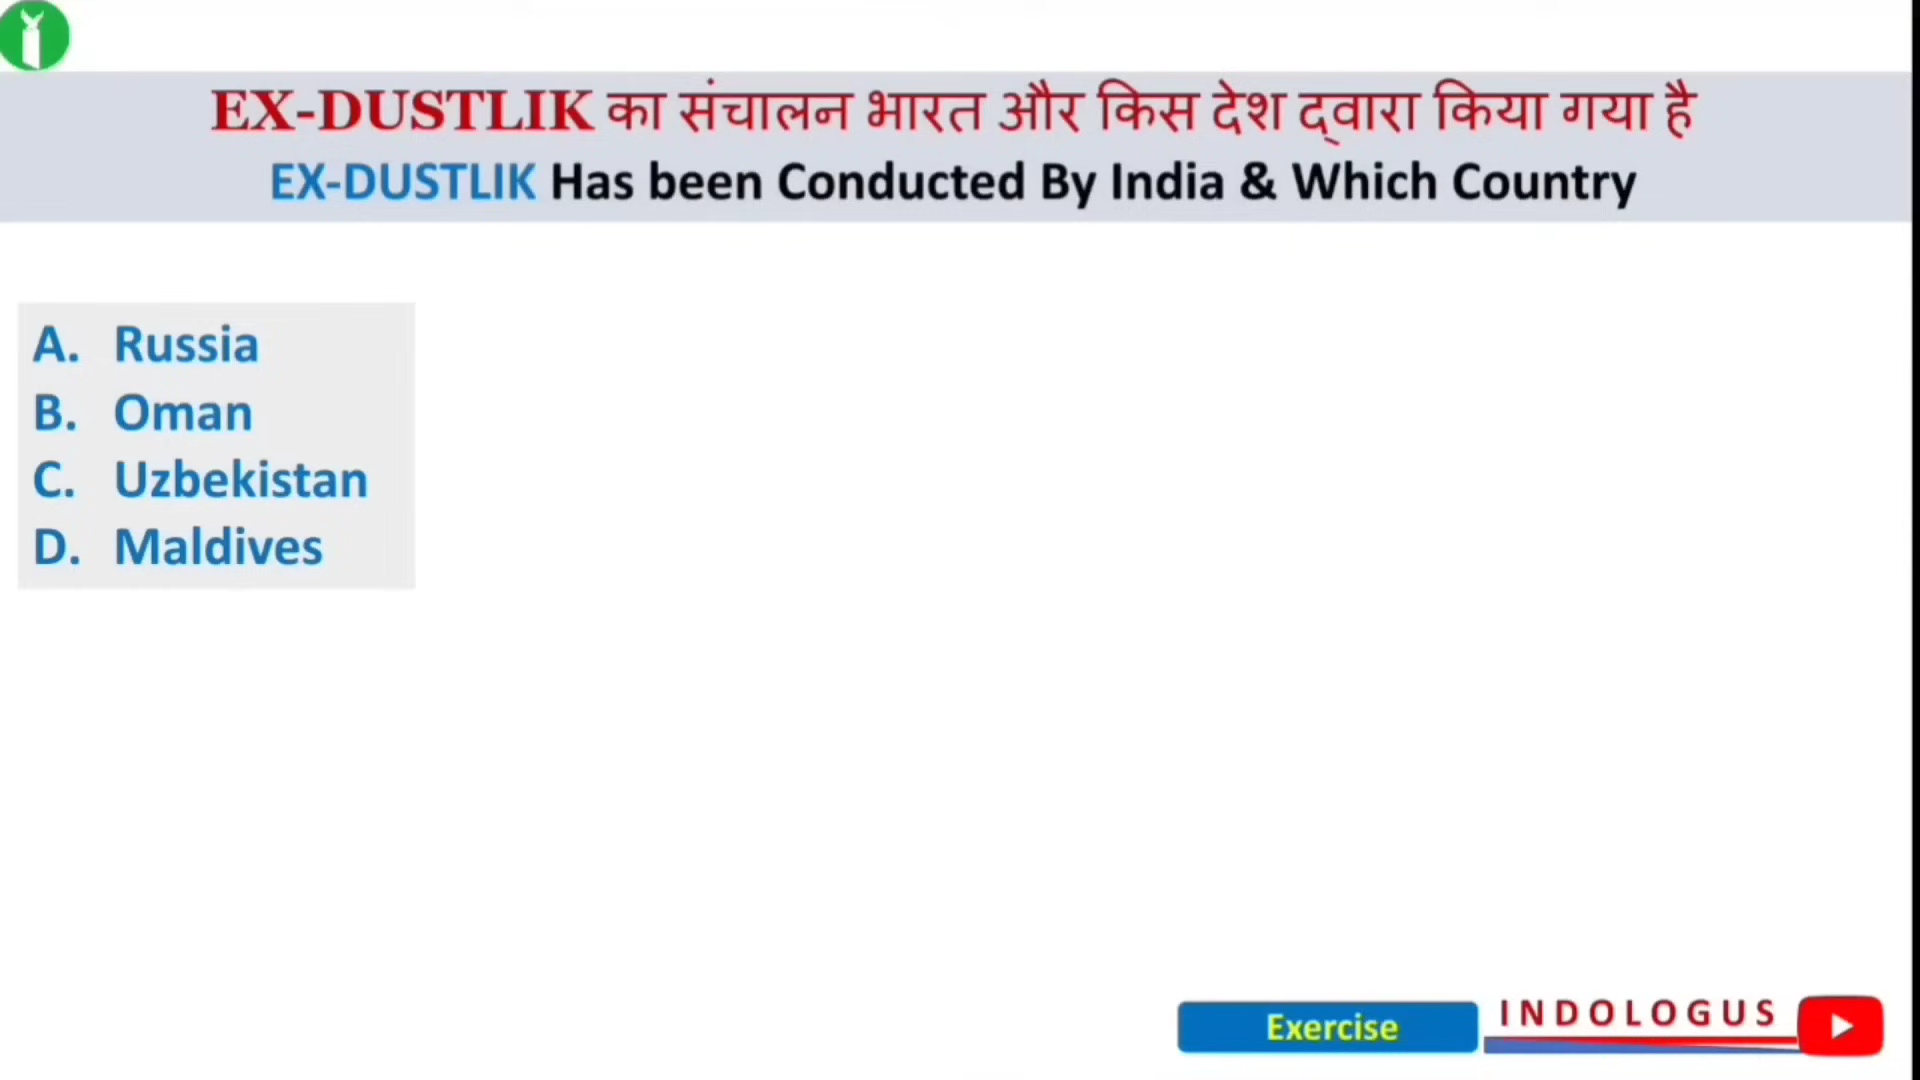 EX-DUSTLIK का संचालन भारत और किस देश द्वारा किया गया है
EX-DUSTLIK Has been Conducted By India & Which Country
A. Russia
B. Oman
C. Uzbekistan
D. Maldives
Exercise
INDOLOGUS